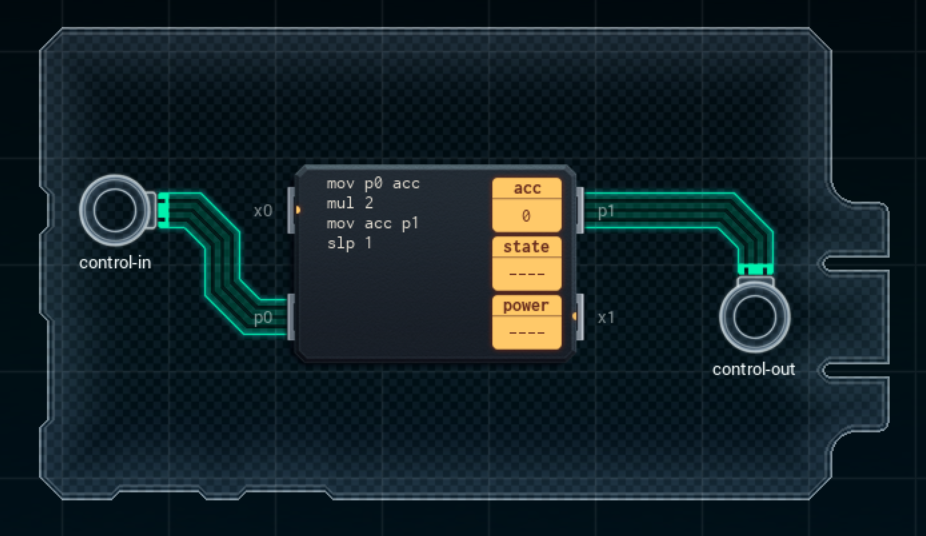 mov p0 acc
mul 2
mov acc p1
slp 1
acc
0
state
----
power
----
x0
p0
p1
x1
control-in
control-out